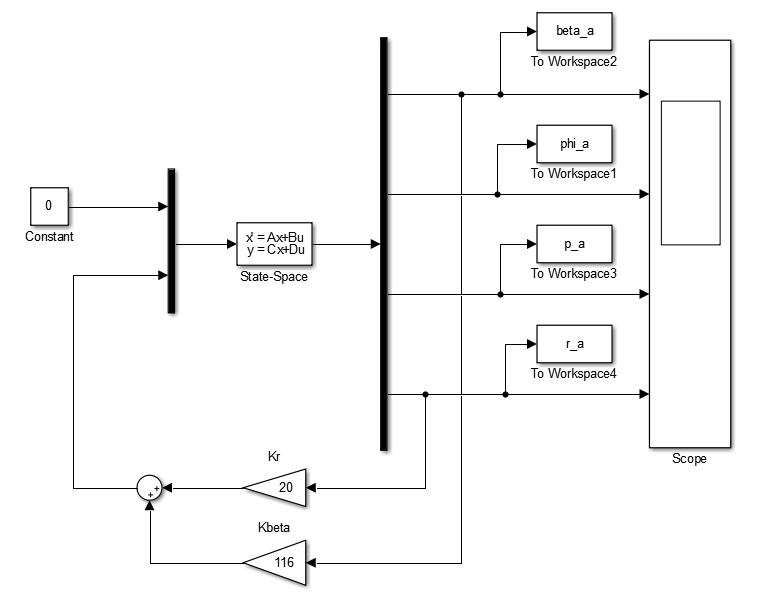 beta_a
To Workspace2
phi_a
To Workspace1
0
Constant
x' = Ax+Bu
y = Cx+Du
State-Space
p_a
To Workspace3
r_a
To Workspace4
Scope
Kr
20
+
+
Kbeta
116